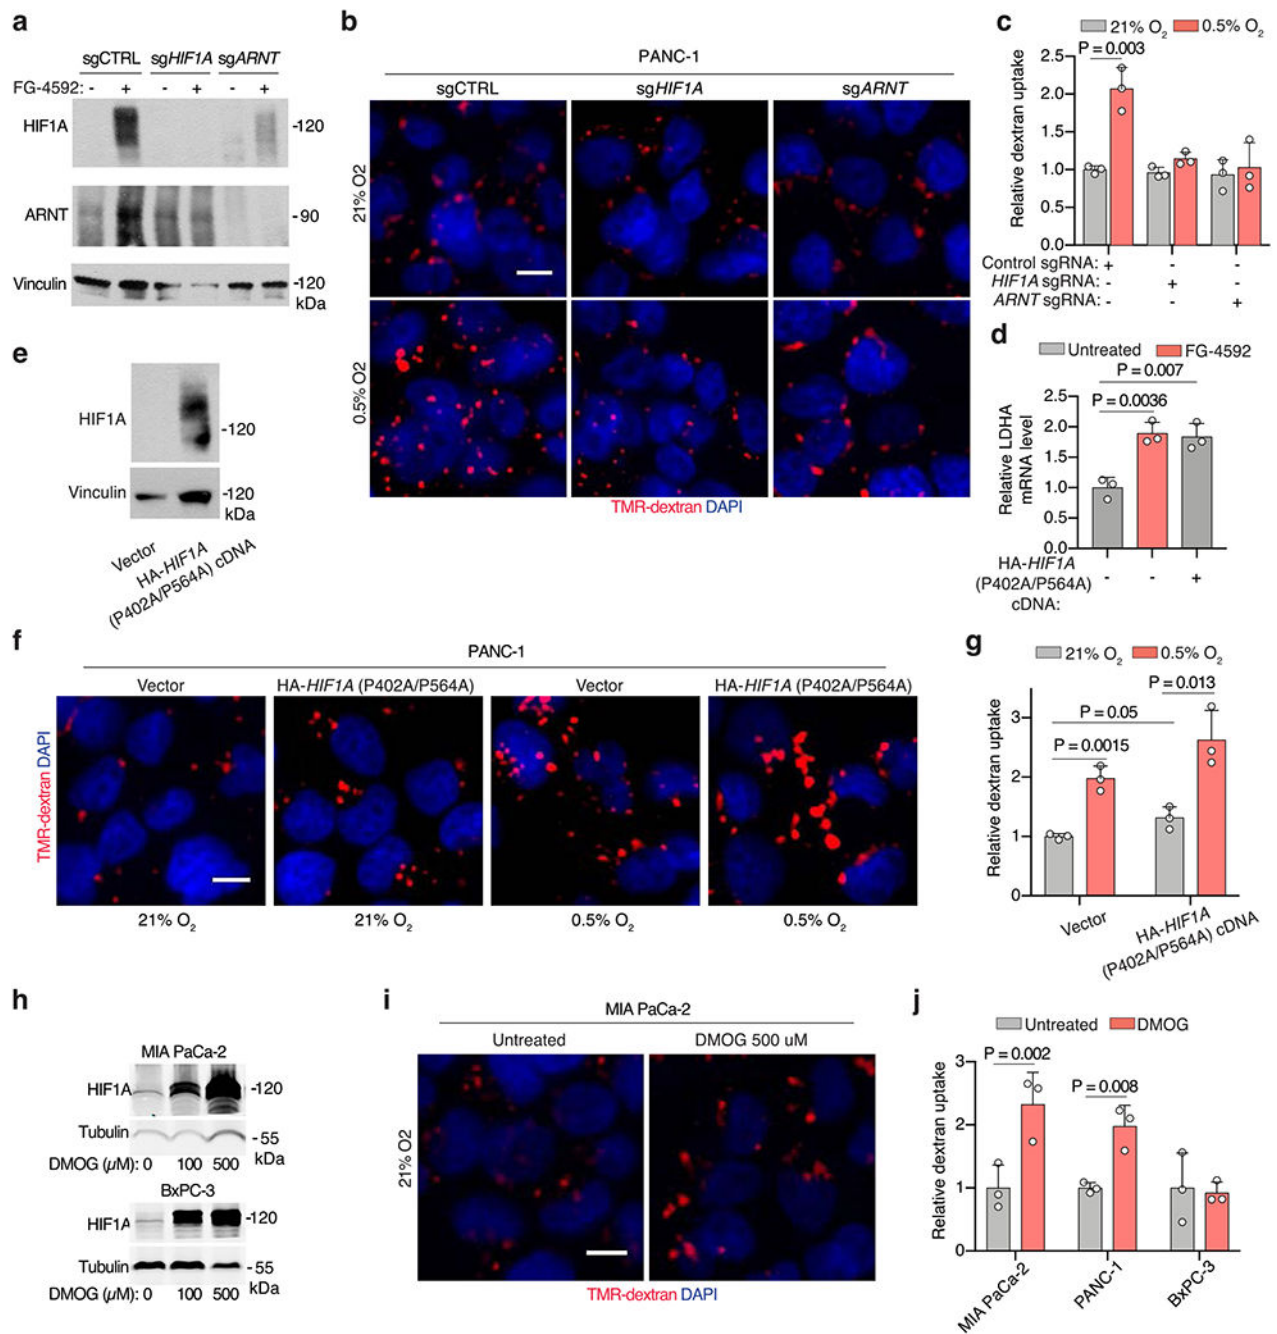 a
sgCTRL sgHIF1A sgARNT
FG-4592: - + - + - +
HIF1A
-120
ARNT
-90
Vinculin
-120
kDa
b
PANC-1
sgCTRL sgHIF1A sgARNT
21% O2
0.5% O2
TMR-dextran DAPI
c
21% O2 0.5% O2
P = 0.003
Relative dextran uptake
2.5
2.0
1.5
1.0
0.5
0.0
Control sgRNA: + - -
HIF1A sgRNA: - + -
ARNT sgRNA: - - +
d
Untreated FG-4592
P = 0.007
P = 0.0036
Relative LDHA
mRNA level
2.5
2.0
1.5
1.0
0.5
0.0
HA-HIF1A
(P402A/P564A)
cDNA:
- - +
e
HIF1A
-120
Vinculin
-120
kDa
Vector
HA-HIF1A
(P402A/P564A) cDNA
f
PANC-1
Vector HA-HIF1A (P402A/P564A) Vector HA-HIF1A (P402A/P564A)
TMR-dextran DAPI
21% O2 21% O2 0.5% O2 0.5% O2
g
21% O2 0.5% O2
P = 0.013
P = 0.05
P = 0.0015
Relative dextran uptake
3
2
1
0
Vector
HA-HIF1A
(P402A/P564A) cDNA
h
MIA PaCa-2
HIF1A
-120
Tubulin
-55
kDa
DMOG (µM): 0 100 500
BxPC-3
HIF1A
-120
Tubulin
-55
kDa
DMOG (µM): 0 100 500
i
MIA PaCa-2
Untreated DMOG 500 uM
21% O2
TMR-dextran DAPI
j
Untreated DMOG
P = 0.002
P = 0.008
Relative dextran uptake
3
2
1
0
MIA PaCa-2
PANC-1
BxPC-3